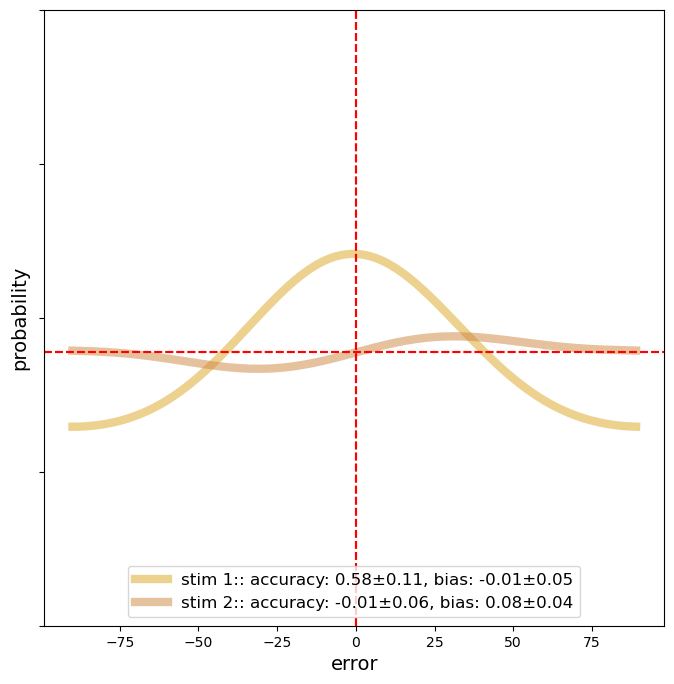 probability
stim 1:: accuracy: 0.58±0.11, bias: -0.01±0.05
stim 2:: accuracy: -0.01±0.06, bias: 0.08±0.04
−75 −50 −25 0 25 50 75
error